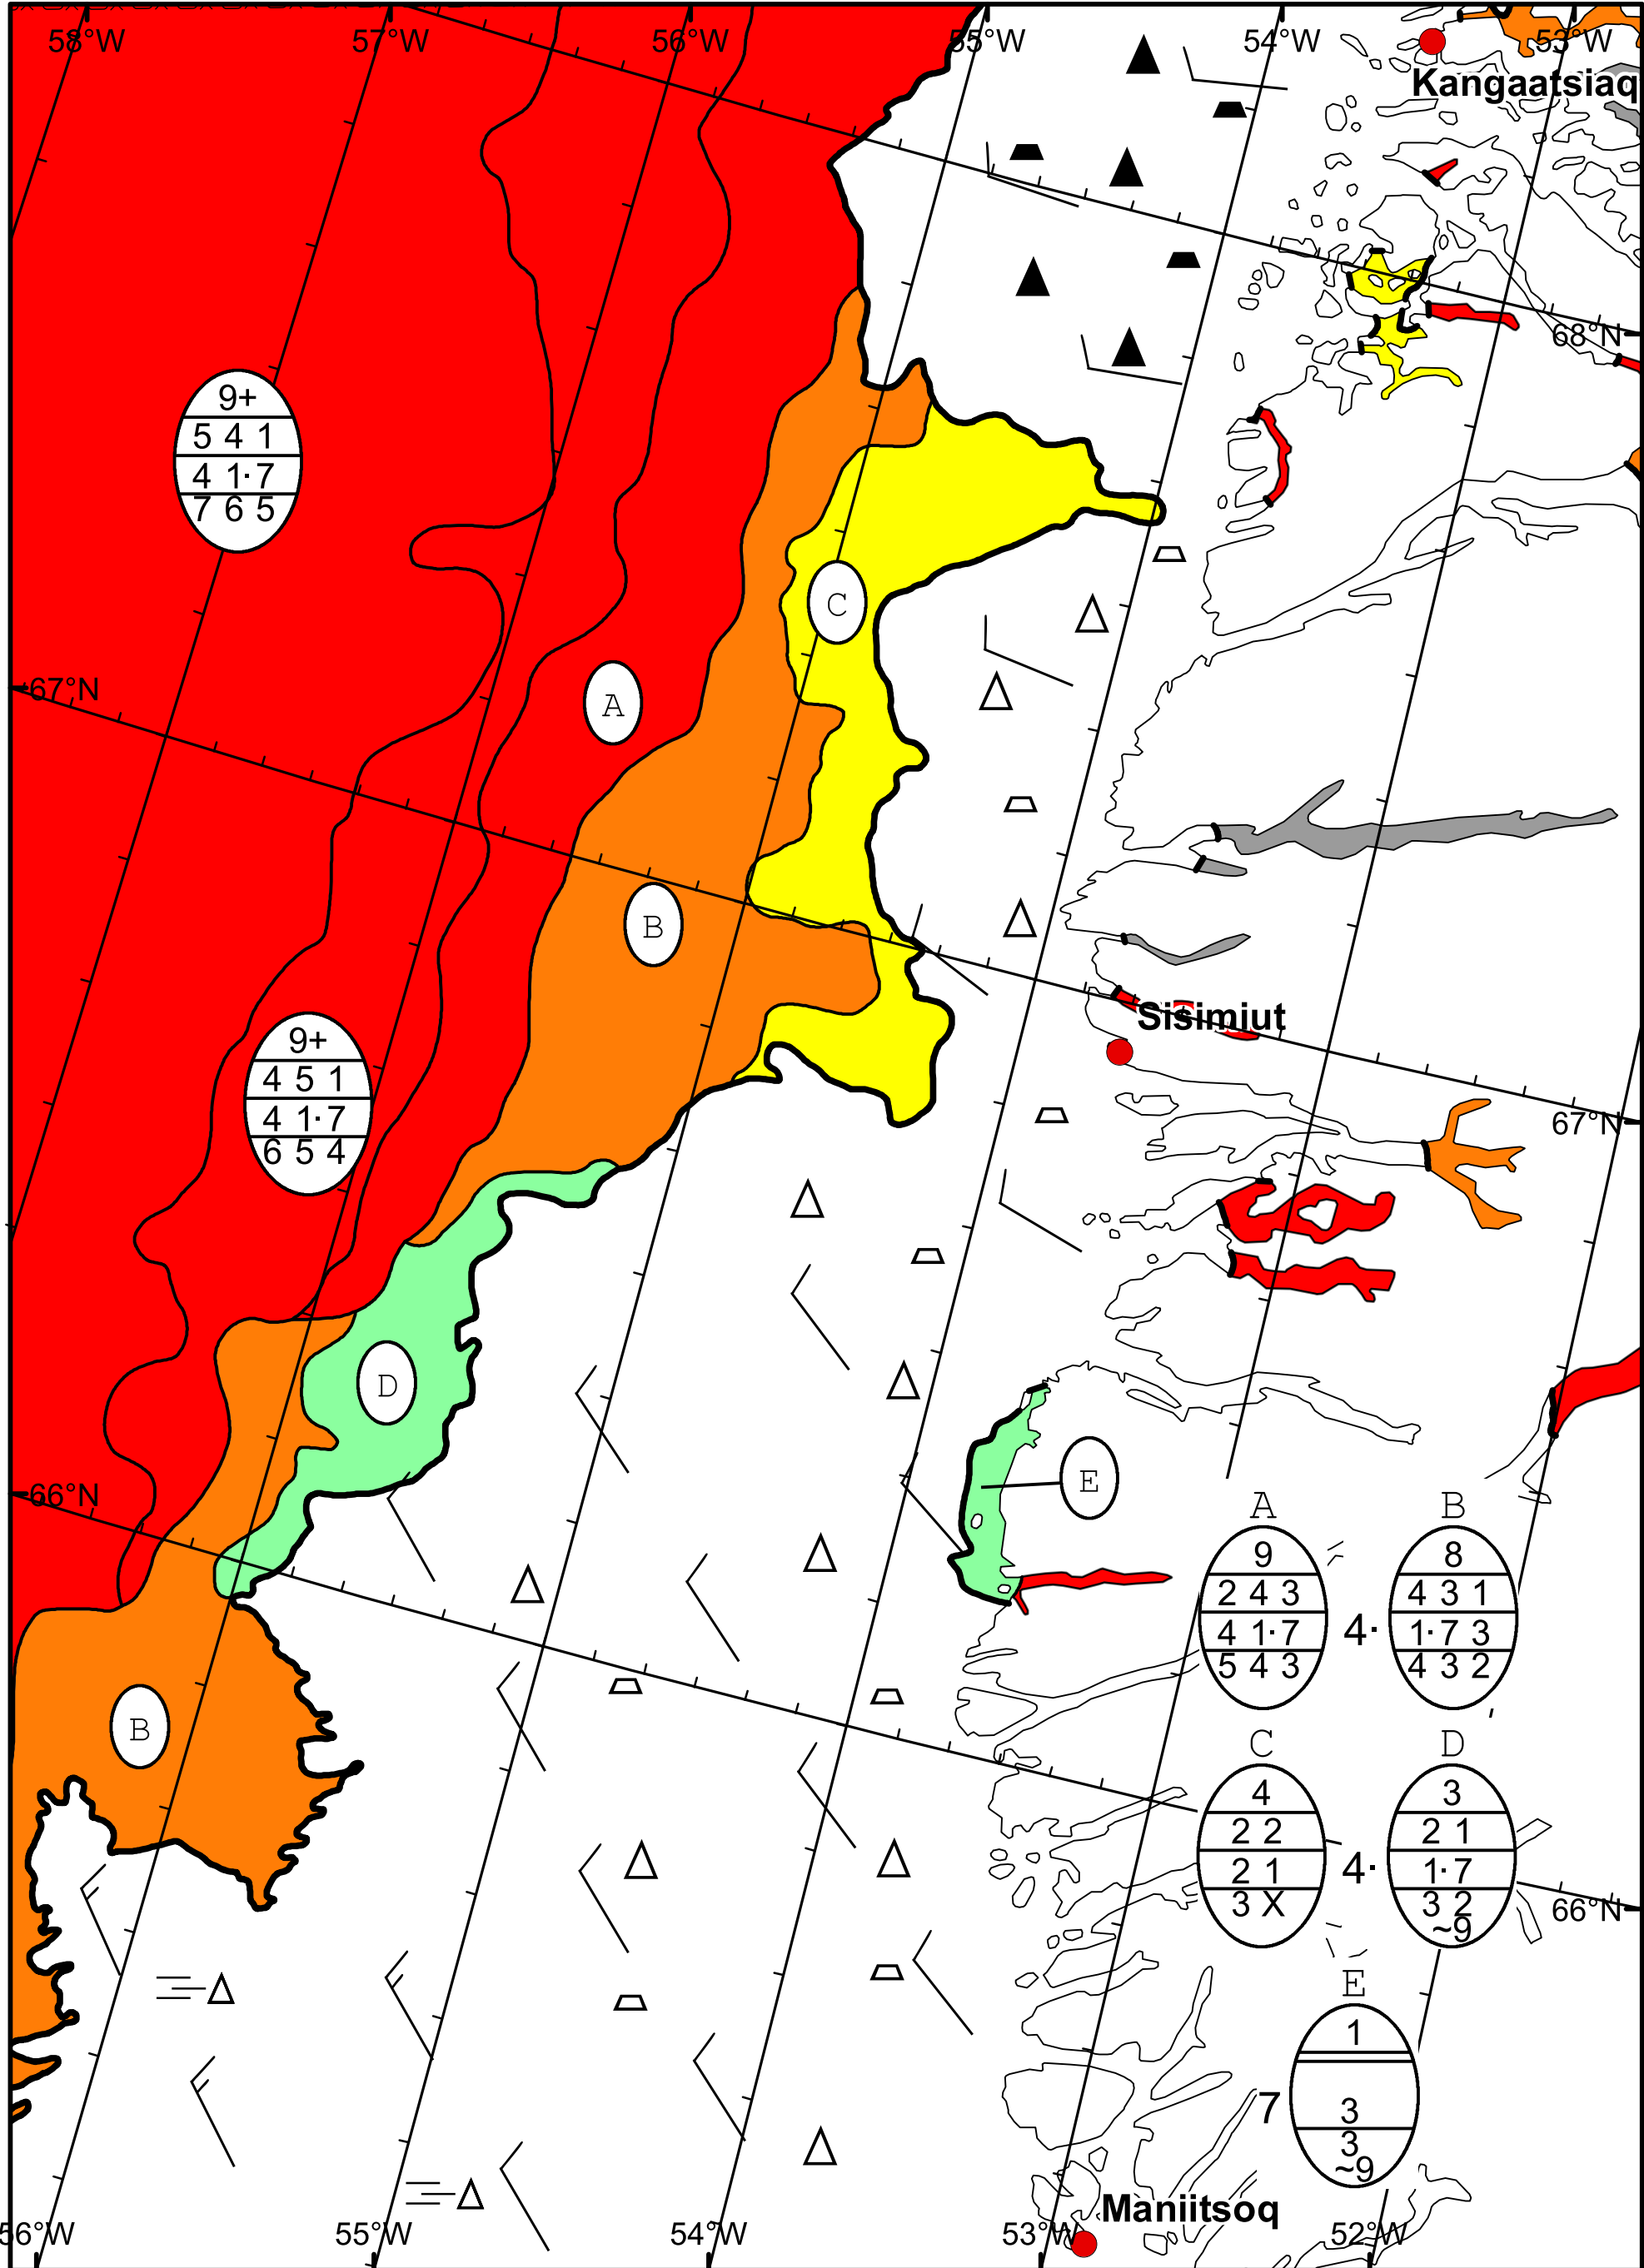 58°W 57°W 56°W 55°W 54°W 53°W
Kangaatsiaq
68°N
9+
5 4 1
4 1· 7
7 6 5
C
67°N
A
B
Sisimiut
9+
4 5 1
4 1· 7
6 5 4
67°N
D
E
66°N
A B
9 8
2 4 3 4 3 1
4 1· 7 4· 1· 7 3
5 4 3 4 3 2
B
C D
4 3
2 2 2 1
2 1 4· 1· 7
3 X 3 2
~9
66°N
E
1
7 3
3
~9
Maniitsoq
56°W 55°W 54°W 53°W 52°W